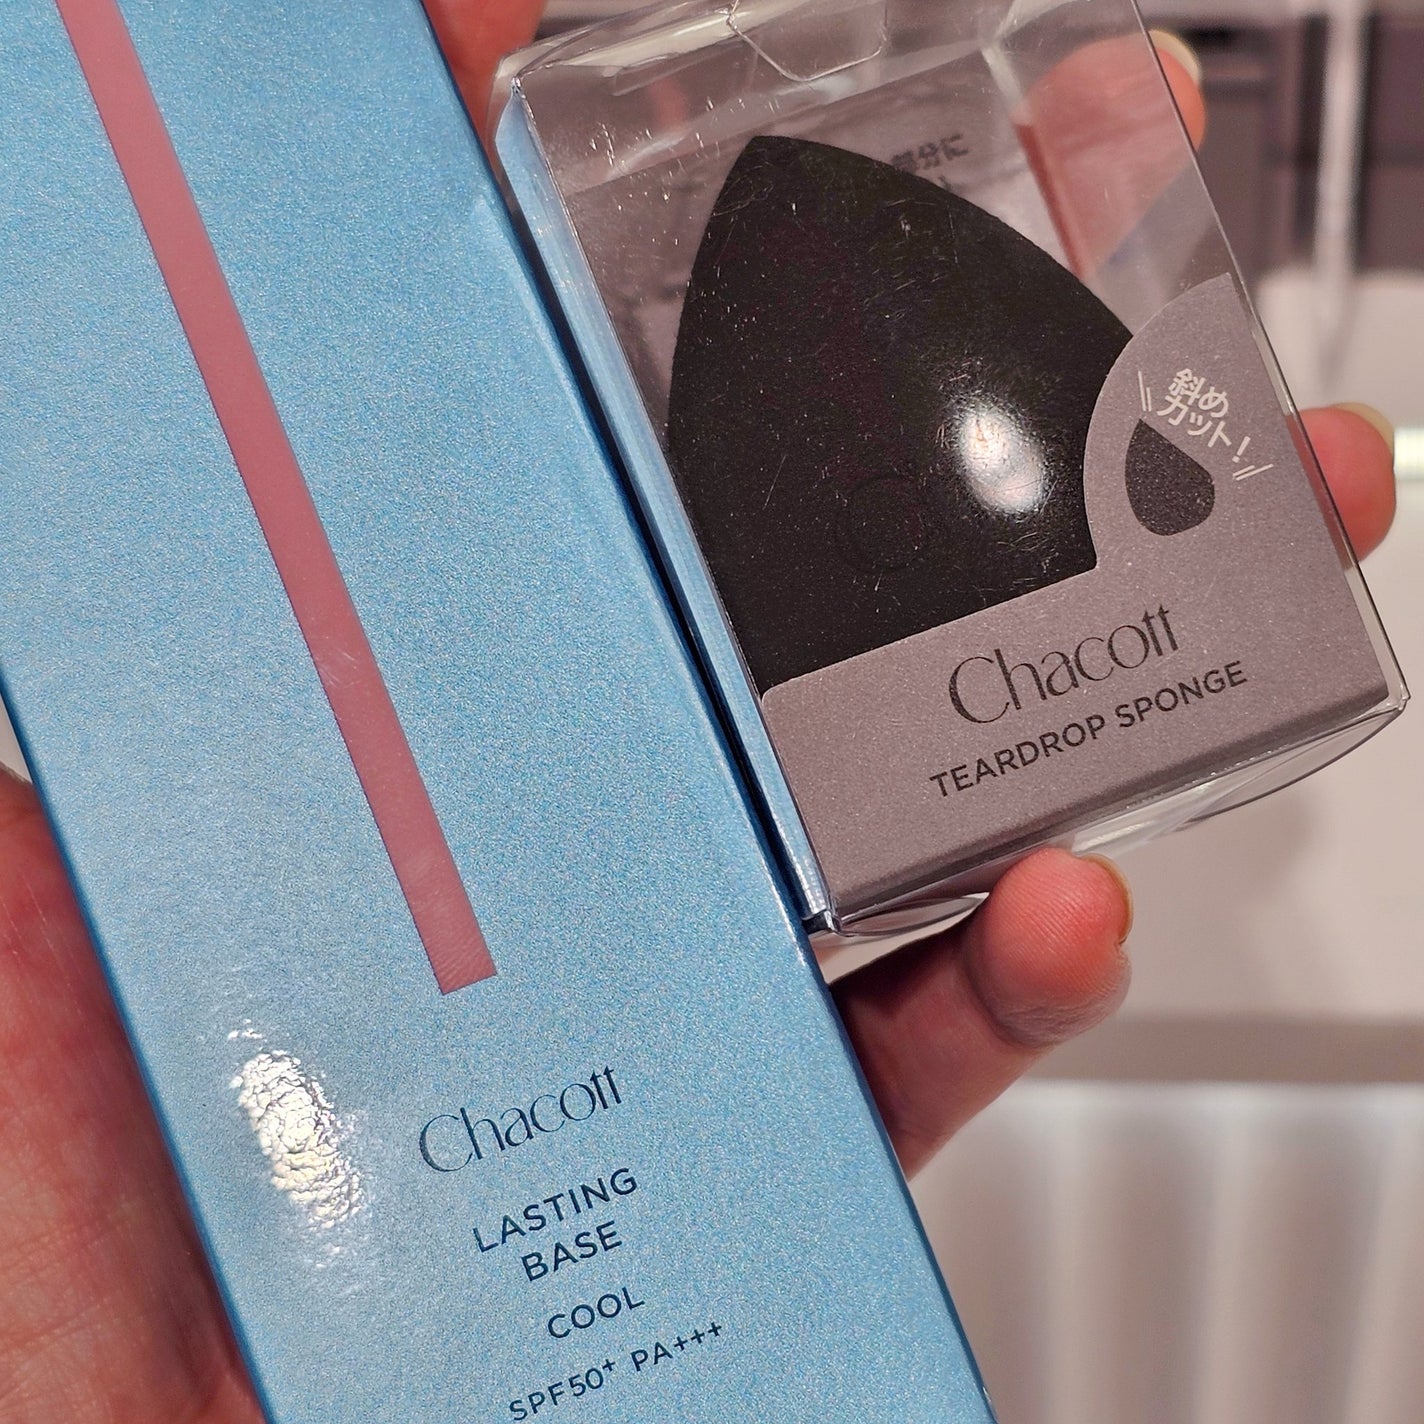 Chacott
LASTING
BASE
COOL
SPF50+ PA+++
斜め
カット!
Chacott
TEARDROP SPONGE